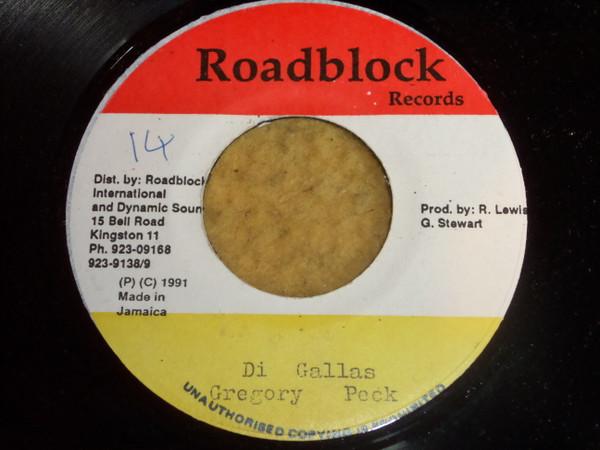 Roadblock
Records
14
Dist. by: Roadblock
International
and Dynamic Soun
15 Bell Road
Kingston 11
Ph. 923-09168
923-9138/9
(P) (C) 1991
Made in
Jamaica
Prod. by: R. Lewis
G. Stewart
Di Gallas
Gregory Peck
UNAUTHORISED COPYING IS